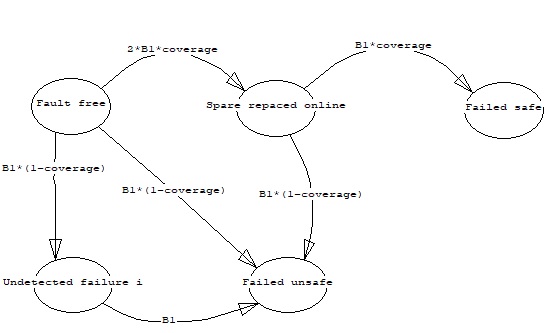 B1*coverage
2*B1*coverage
Fault free
Spare repaced online
Failed safe
B1*(1-coverage)
B1*(1-coverage)
B1*(1-coverage)
Undetected failure i
Failed unsafe
B1